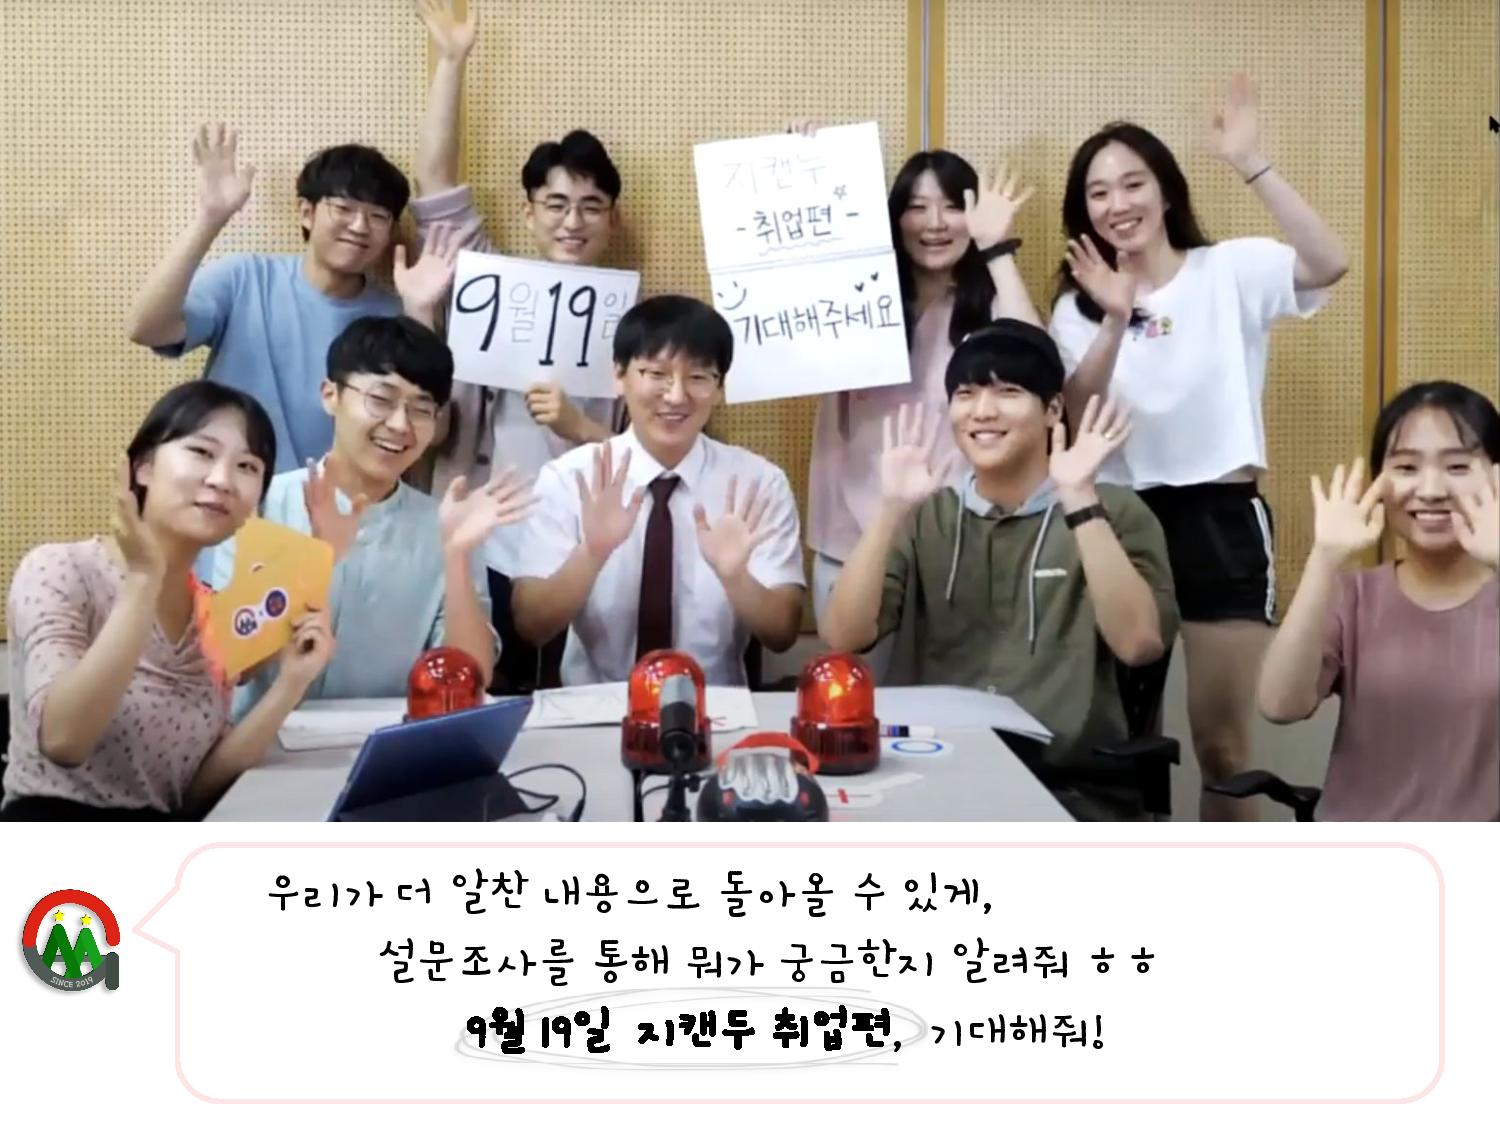 지캔두
-취업편-
9월19일
기대해주세요
우리가 더 알찬 내용으로 돌아올 수 있게,
SINCE 2019
설문조사를 통해 뭐가 궁금한지 알려줘 ㅎㅎ
9월 19일 지캔두 취업편, 기대해줘!